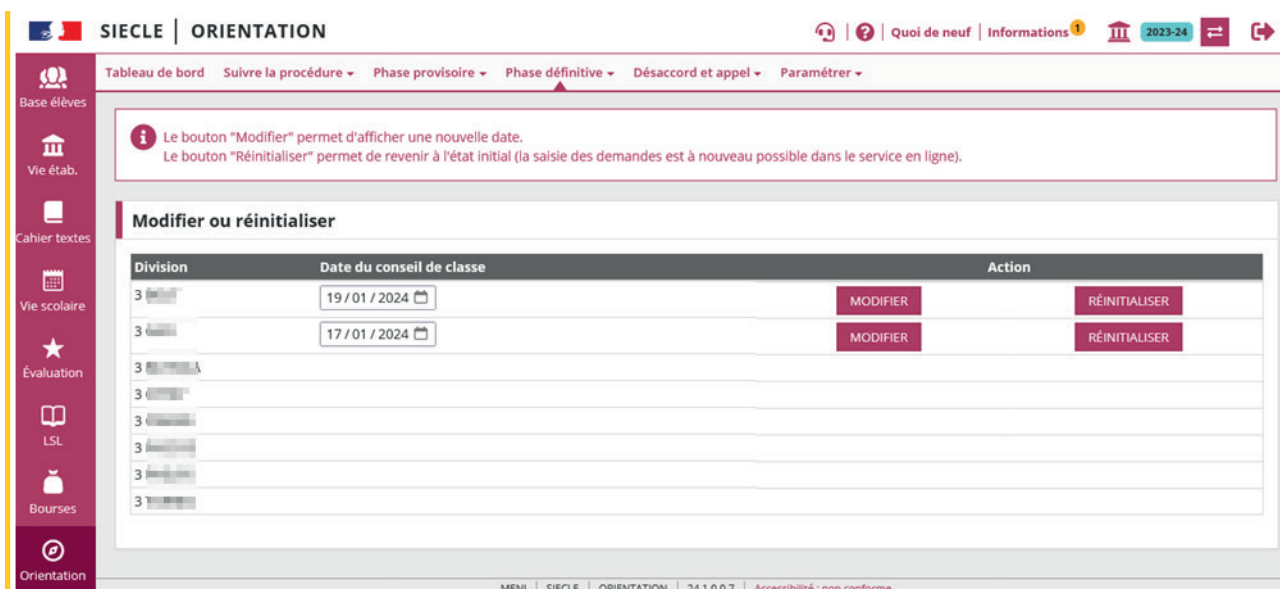 SIECLE | ORIENTATION
Quoi de neuf | Informations 1
2023-24
Tableau de bord Suivre la procédure Phase provisoire Phase définitive Désaccord et appel Paramétrer
Base élèves
Vie étab.
Cahier textes
Vie scolaire
Évaluation
LSL
Bourses
Orientation
Le bouton "Modifier" permet d'afficher une nouvelle date.
Le bouton "Réinitialiser" permet de revenir à l'état initial (la saisie des demandes est à nouveau possible dans le service en ligne).
Modifier ou réinitialiser
Division Date du conseil de classe Action
3 19 / 01 / 2024 MODIFIER RÉINITIALISER
3 17 / 01 / 2024 MODIFIER RÉINITIALISER
3
3
3
3
3
3
MENJ | SIECLE | ORIENTATION | 24.1.0.0.7 | Accessibilité : non conforme